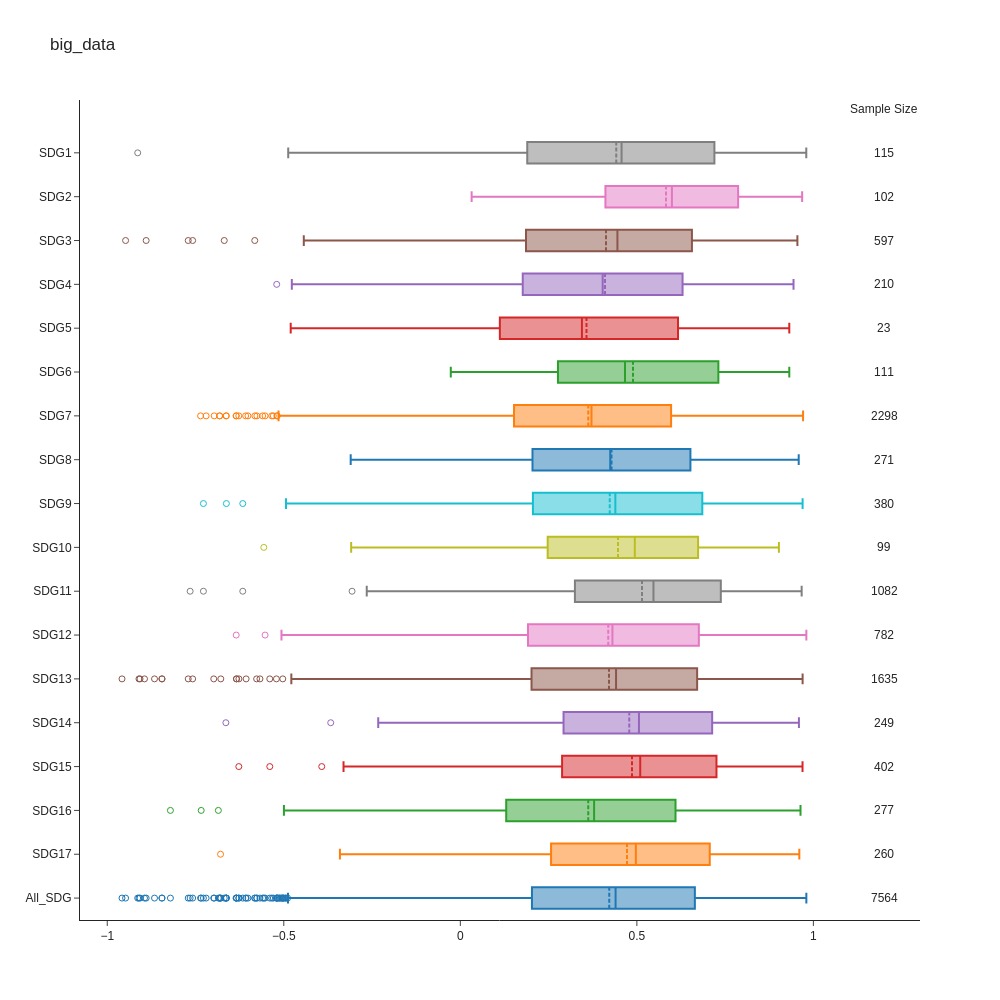 big_data
Sample Size
SDG1 115
SDG2 102
SDG3 597
SDG4 210
SDG5 23
SDG6 111
SDG7 2298
SDG8 271
SDG9 380
SDG10 99
SDG11 1082
SDG12 782
SDG13 1635
SDG14 249
SDG15 402
SDG16 277
SDG17 260
All_SDG 7564
−1 −0.5 0 0.5 1